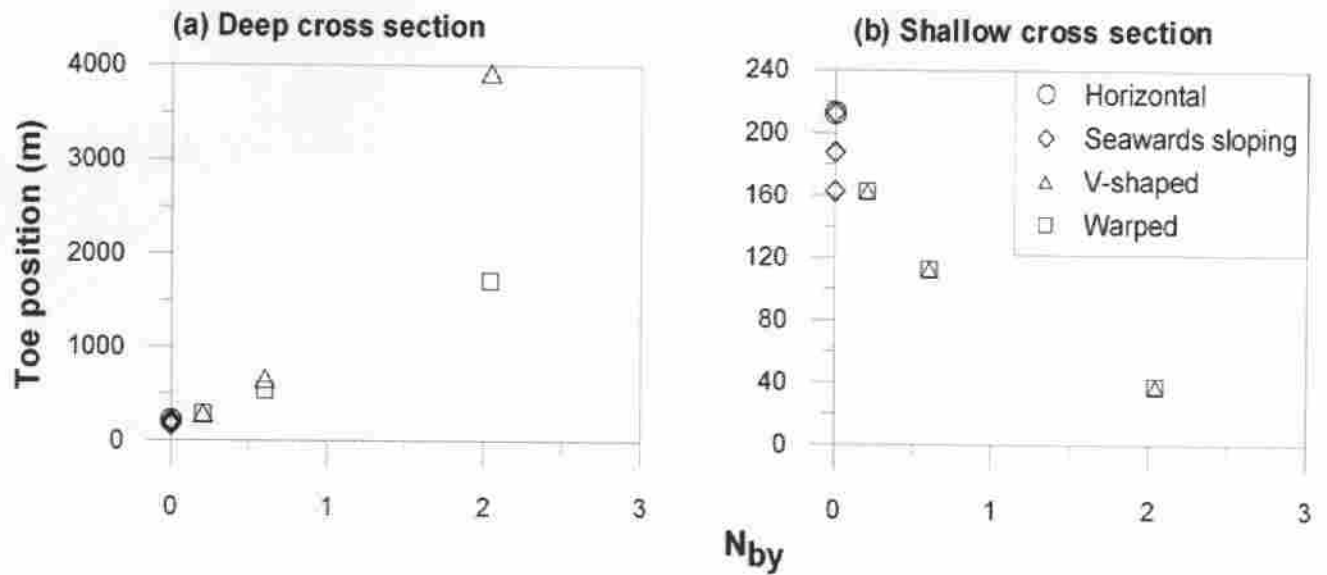 (a) Deep cross section
Toe position (m)
4000
3000
2000
1000
0
0 1 2 3
(b) Shallow cross section
240
200
160
120
80
40
0
0 1 2 3
Horizontal
Seawards sloping
V-shaped
Warped
Nby